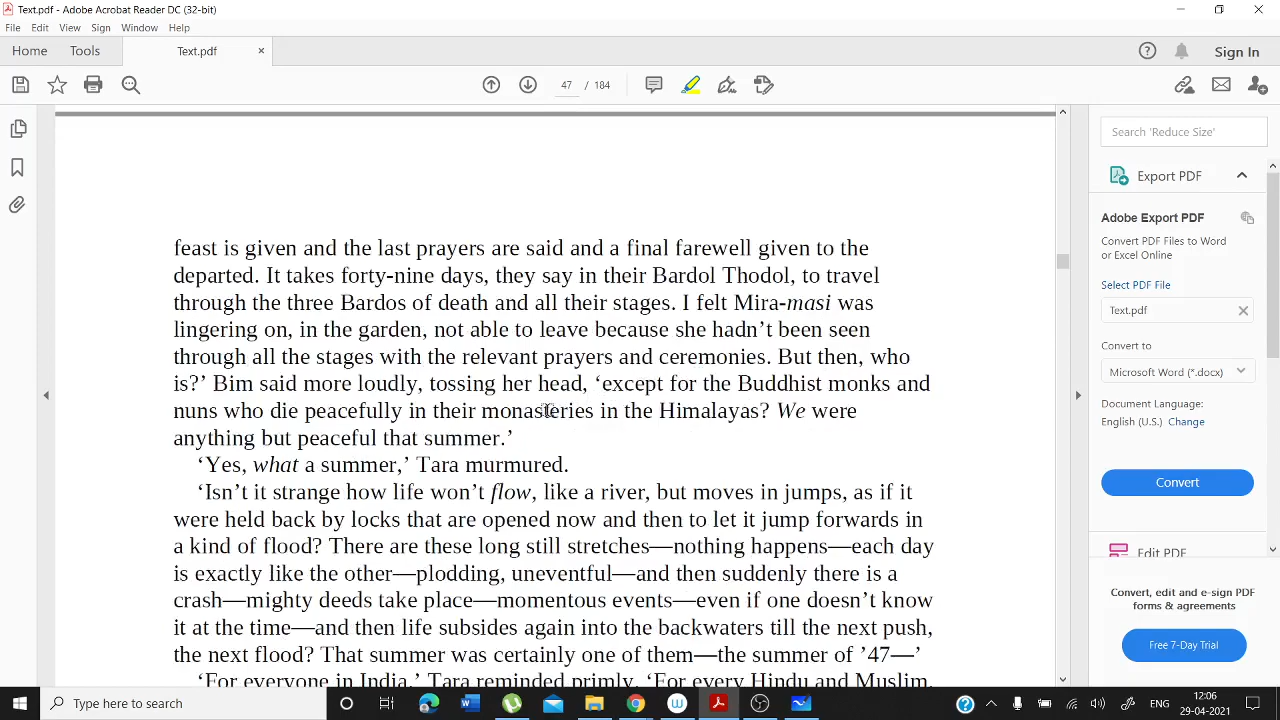 Text.pdf - Adobe Acrobat Reader DC (32-bit)
File Edit View Sign Window Help
Home Tools Text.pdf × Sign In
47 / 184
Search 'Reduce Size'
Export PDF
Adobe Export PDF
Convert PDF Files to Word
or Excel Online
Select PDF File
Text.pdf
Convert to
Microsoft Word (*.docx)
Document Language:
English (U.S.) Change
Convert
Edit PDF
Convert, edit and e-sign PDF
forms & agreements
Free 7-Day Trial
feast is given and the last prayers are said and a final farewell given to the
departed. It takes forty-nine days, they say in their Bardol Thodol, to travel
through the three Bardos of death and all their stages. I felt Mira-masi was
lingering on, in the garden, not able to leave because she hadn’t been seen
through all the stages with the relevant prayers and ceremonies. But then, who
is?’ Bim said more loudly, tossing her head, ‘except for the Buddhist monks and
nuns who die peacefully in their monasteries in the Himalayas? We were
anything but peaceful that summer.’
‘Yes, what a summer,’ Tara murmured.
‘Isn’t it strange how life won’t flow, like a river, but moves in jumps, as if it
were held back by locks that are opened now and then to let it jump forwards in
a kind of flood? There are these long still stretches—nothing happens—each day
is exactly like the other—plodding, uneventful—and then suddenly there is a
crash—mighty deeds take place—momentous events—even if one doesn’t know
it at the time—and then life subsides again into the backwaters till the next push,
the next flood? That summer was certainly one of them—the summer of ’47—’
‘For everyone in India,’ Tara reminded primly. ‘For every Hindu and Muslim.
Type here to search
ENG
12:06
29-04-2021